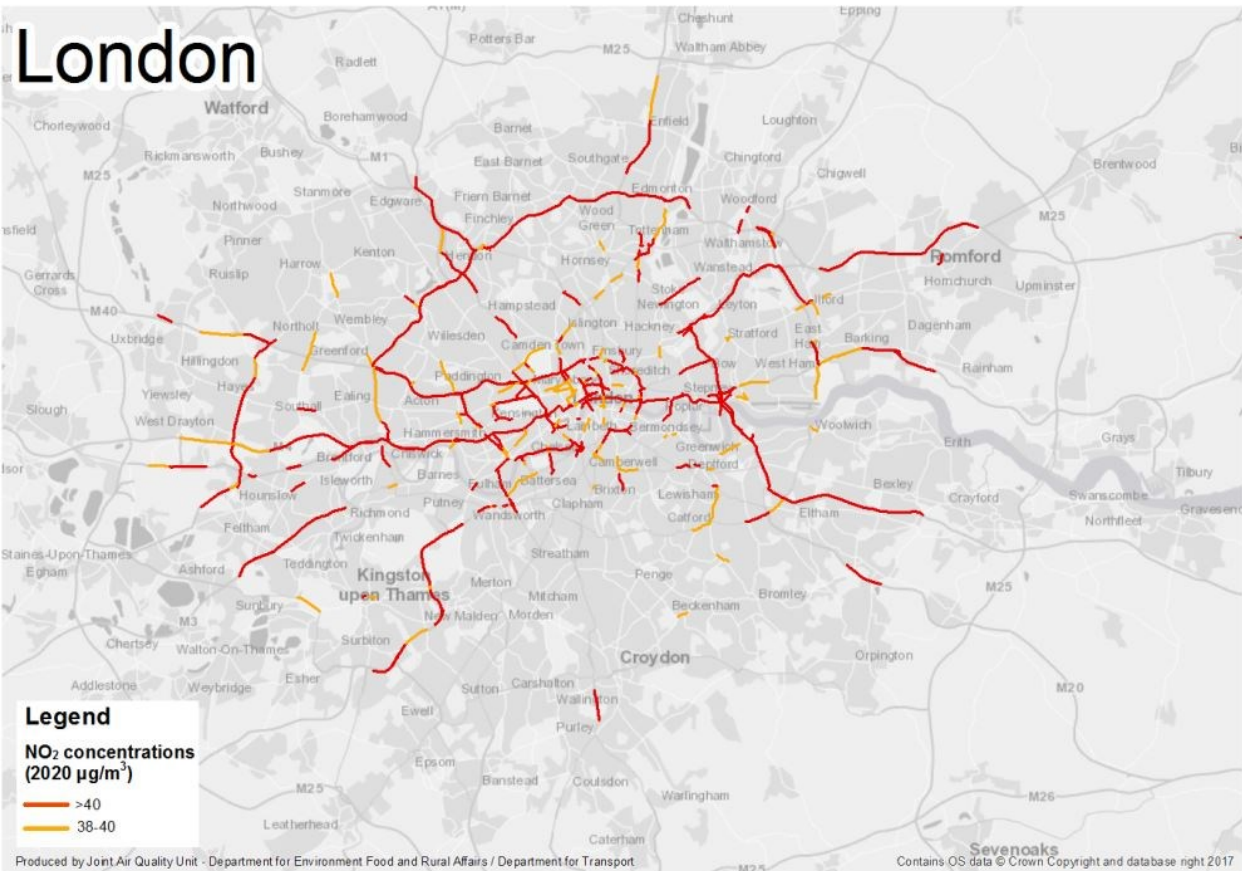 London
A1(M)
Cheshunt
Epping
Potters Bar
M25
Waltham Abbey
Radlett
Watford
Borehamwood
Enfield
Loughton
Chorleywood
Barnet
M1
Rickmansworth
Bushey
East Barnet
Southgate
Chingford
Brentwood
M25
Chigwell
Stanmore
Edgware
Friern Barnet
Edmonton
Woodford
Northwood
Finchley
Wood
Green
M25
nsfield
Pinner
Kenton
Tottenham
Walthamstow
Harrow
Hendon
Hornsey
Wanstead
Romford
Gerrards
Cross
Ruislip
Stoke
Newington
Hornchurch
Upminster
Hampstead
Leyton
Ilford
M40
Northolt
Wembley
Willesden
Islington
Hackney
Stratford
East
Ham
Dagenham
Uxbridge
Greenford
Camden Town
Finsbury
Barking
Hillingdon
Hayes
Paddington
Shoreditch
Bow
West Ham
Rainham
Yiewsley
Southall
Ealing
Acton
Stepney
Slough
West Drayton
Kensington
Poplar
Hammersmith
Lambeth
Bermondsey
Woolwich
Brentford
Chiswick
Chelsea
Greenwich
Erith
Grays
Isleworth
Barnes
Fulham
Battersea
Camberwell
Deptford
Tilbury
Hounslow
Putney
Brixton
Lewisham
Bexley
Crayford
Swanscombe
Gravesend
Feltham
Richmond
Wandsworth
Clapham
Catford
Eltham
Northfleet
Twickenham
Staines-Upon-Thames
Egham
Ashford
Teddington
Streatham
Kingston
upon Thames
Merton
Penge
M25
Sunbury
Mitcham
Beckenham
Bromley
M3
New Malden
Morden
Chertsey
Walton-On-Thames
Surbiton
Croydon
Orpington
Addlestone
Weybridge
Esher
Sutton
Carshalton
Wallington
M20
Ewell
Purley
Epsom
Banstead
Coulsdon
M25
Warlingham
M26
Leatherhead
Caterham
M25
Sevenoaks
Legend
NO₂ concentrations
(2020 µg/m³)
>40
38-40
Produced by Joint Air Quality Unit - Department for Environment Food and Rural Affairs / Department for Transport
Contains OS data © Crown Copyright and database right 2017